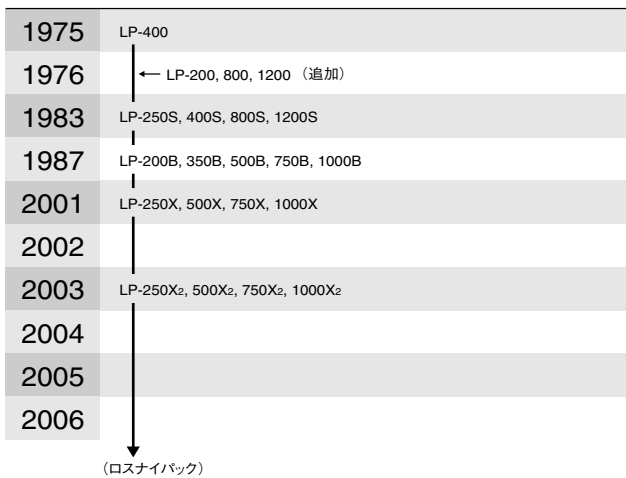 1975 LP-400
1976 ← LP-200, 800, 1200 （追加）
1983 LP-250S, 400S, 800S, 1200S
1987 LP-200B, 350B, 500B, 750B, 1000B
2001 LP-250X, 500X, 750X, 1000X
2002
2003 LP-250X2, 500X2, 750X2, 1000X2
2004
2005
2006
（ロスナイパック）